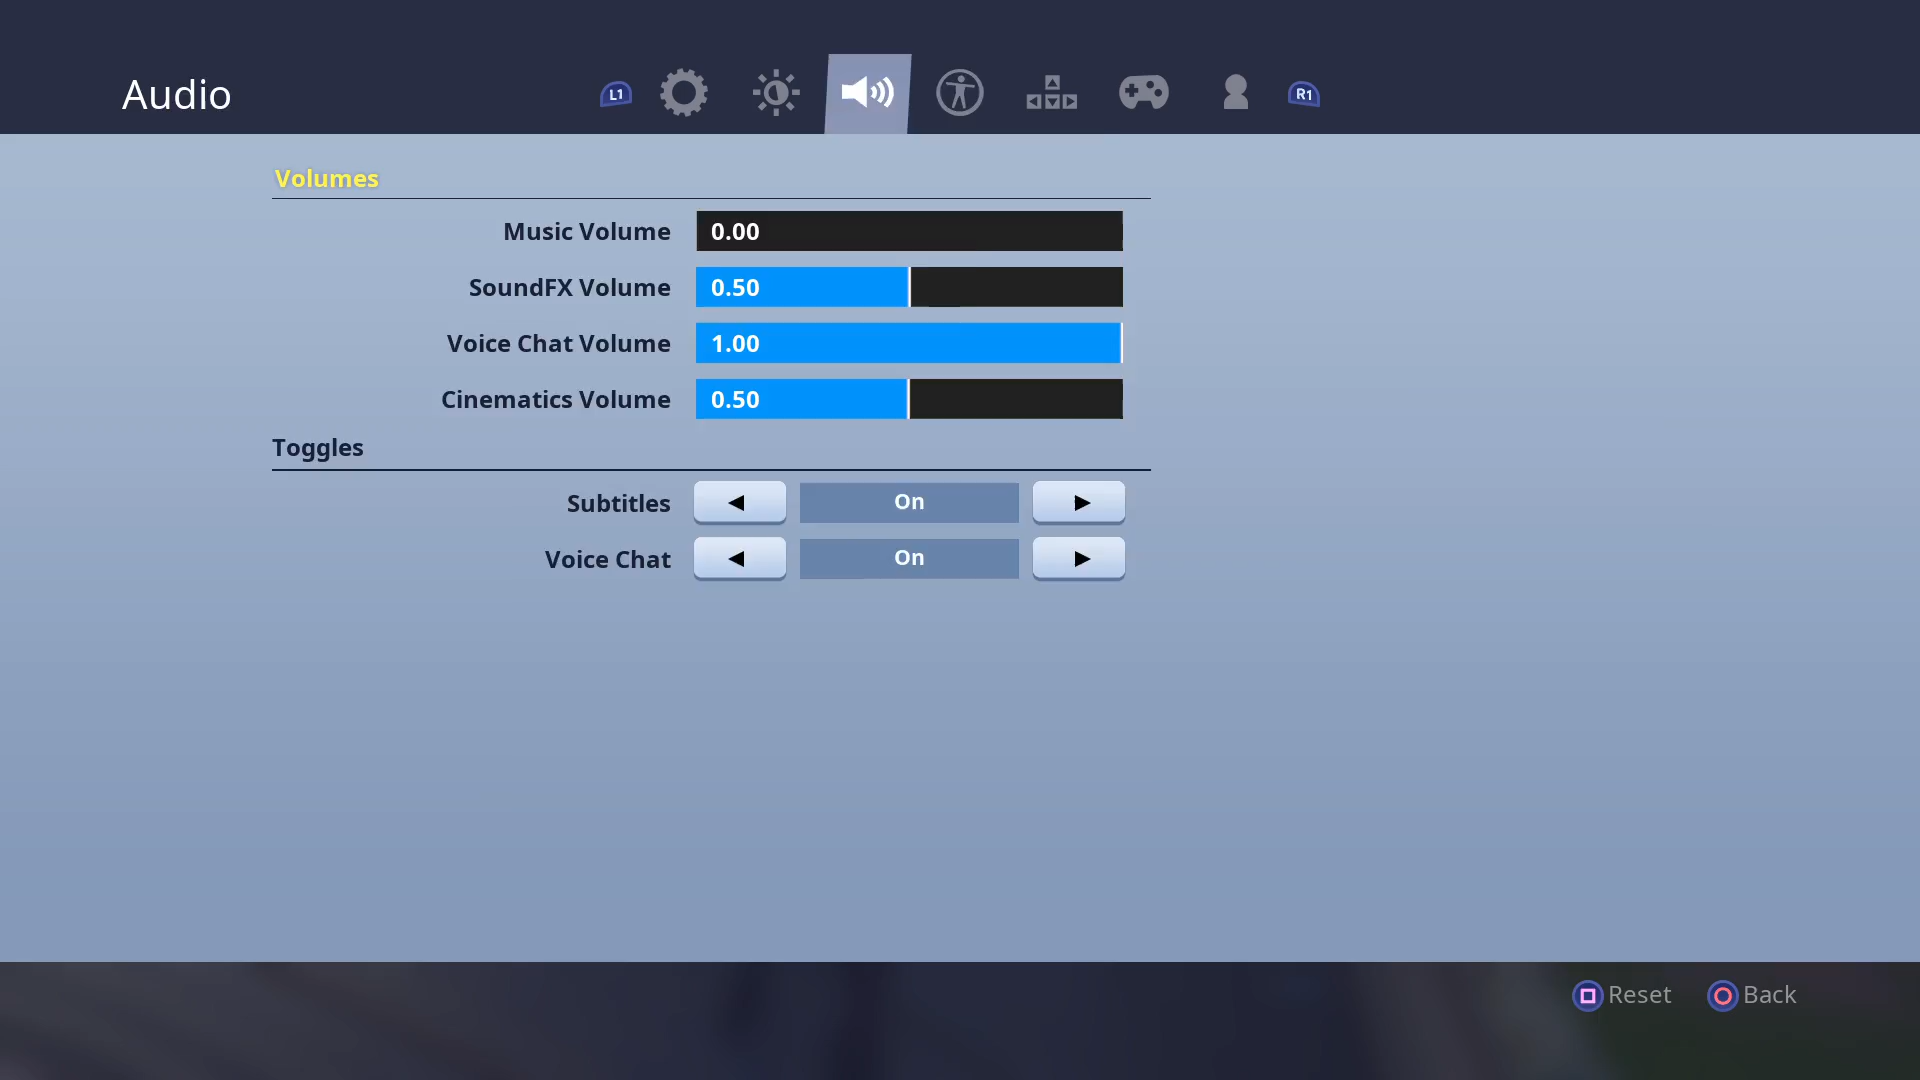 Audio
L1
R1
Volumes
Music Volume 0.00
SoundFX Volume 0.50
Voice Chat Volume 1.00
Cinematics Volume 0.50
Toggles
Subtitles On
Voice Chat On
Reset Back